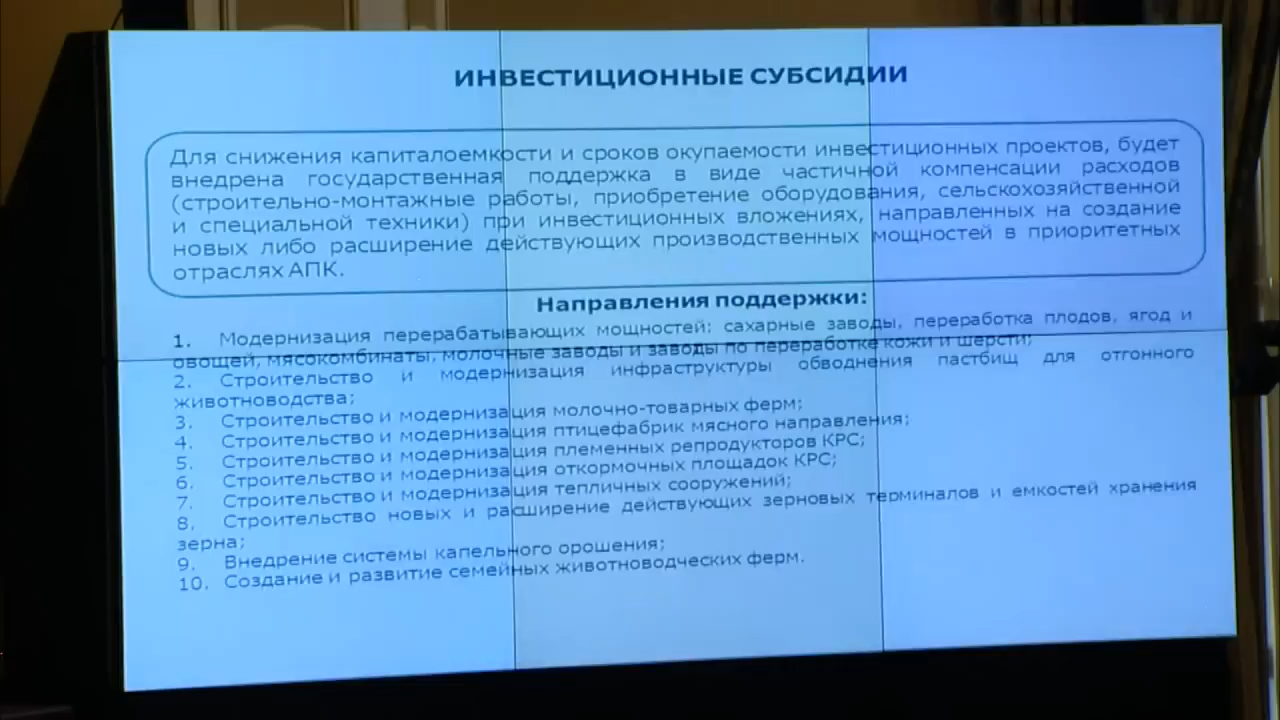 ИНВЕСТИЦИОННЫЕ СУБСИДИИ
Для снижения капиталоемкости и сроков окупаемости инвестиционных проектов, будет
внедрена государственная поддержка в виде частичной компенсации расходов
(строительно-монтажные работы, приобретение оборудования, сельскохозяйственной
и специальной техники) при инвестиционных вложениях, направленных на создание
новых либо расширение действующих производственных мощностей в приоритетных
отраслях АПК.
Направления поддержки:
1. Модернизация перерабатывающих мощностей: сахарные заводы, переработка плодов, ягод и
овощей, мясокомбинаты, молочные заводы и заводы по переработке кожи и шерсти;
2. Строительство и модернизация инфраструктуры обводнения пастбищ для отгонного
животноводства;
3. Строительство и модернизация молочно-товарных ферм;
4. Строительство и модернизация птицефабрик мясного направления;
5. Строительство и модернизация племенных репродукторов КРС;
6. Строительство и модернизация откормочных площадок КРС;
7. Строительство и модернизация тепличных сооружений;
8. Строительство новых и расширение действующих зерновых терминалов и емкостей хранения
зерна;
9. Внедрение системы капельного орошения;
10. Создание и развитие семейных животноводческих ферм.